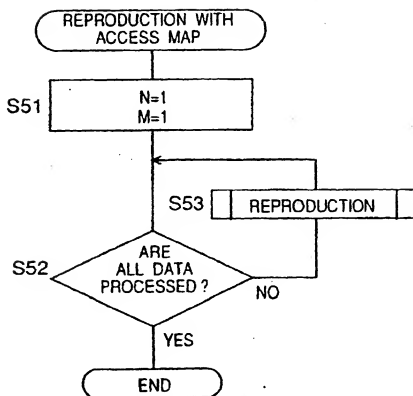 REPRODUCTION WITH
ACCESS MAP
S51
N=1
M=1
S53
REPRODUCTION
S52
ARE
ALL DATA
PROCESSED ?
NO
YES
END